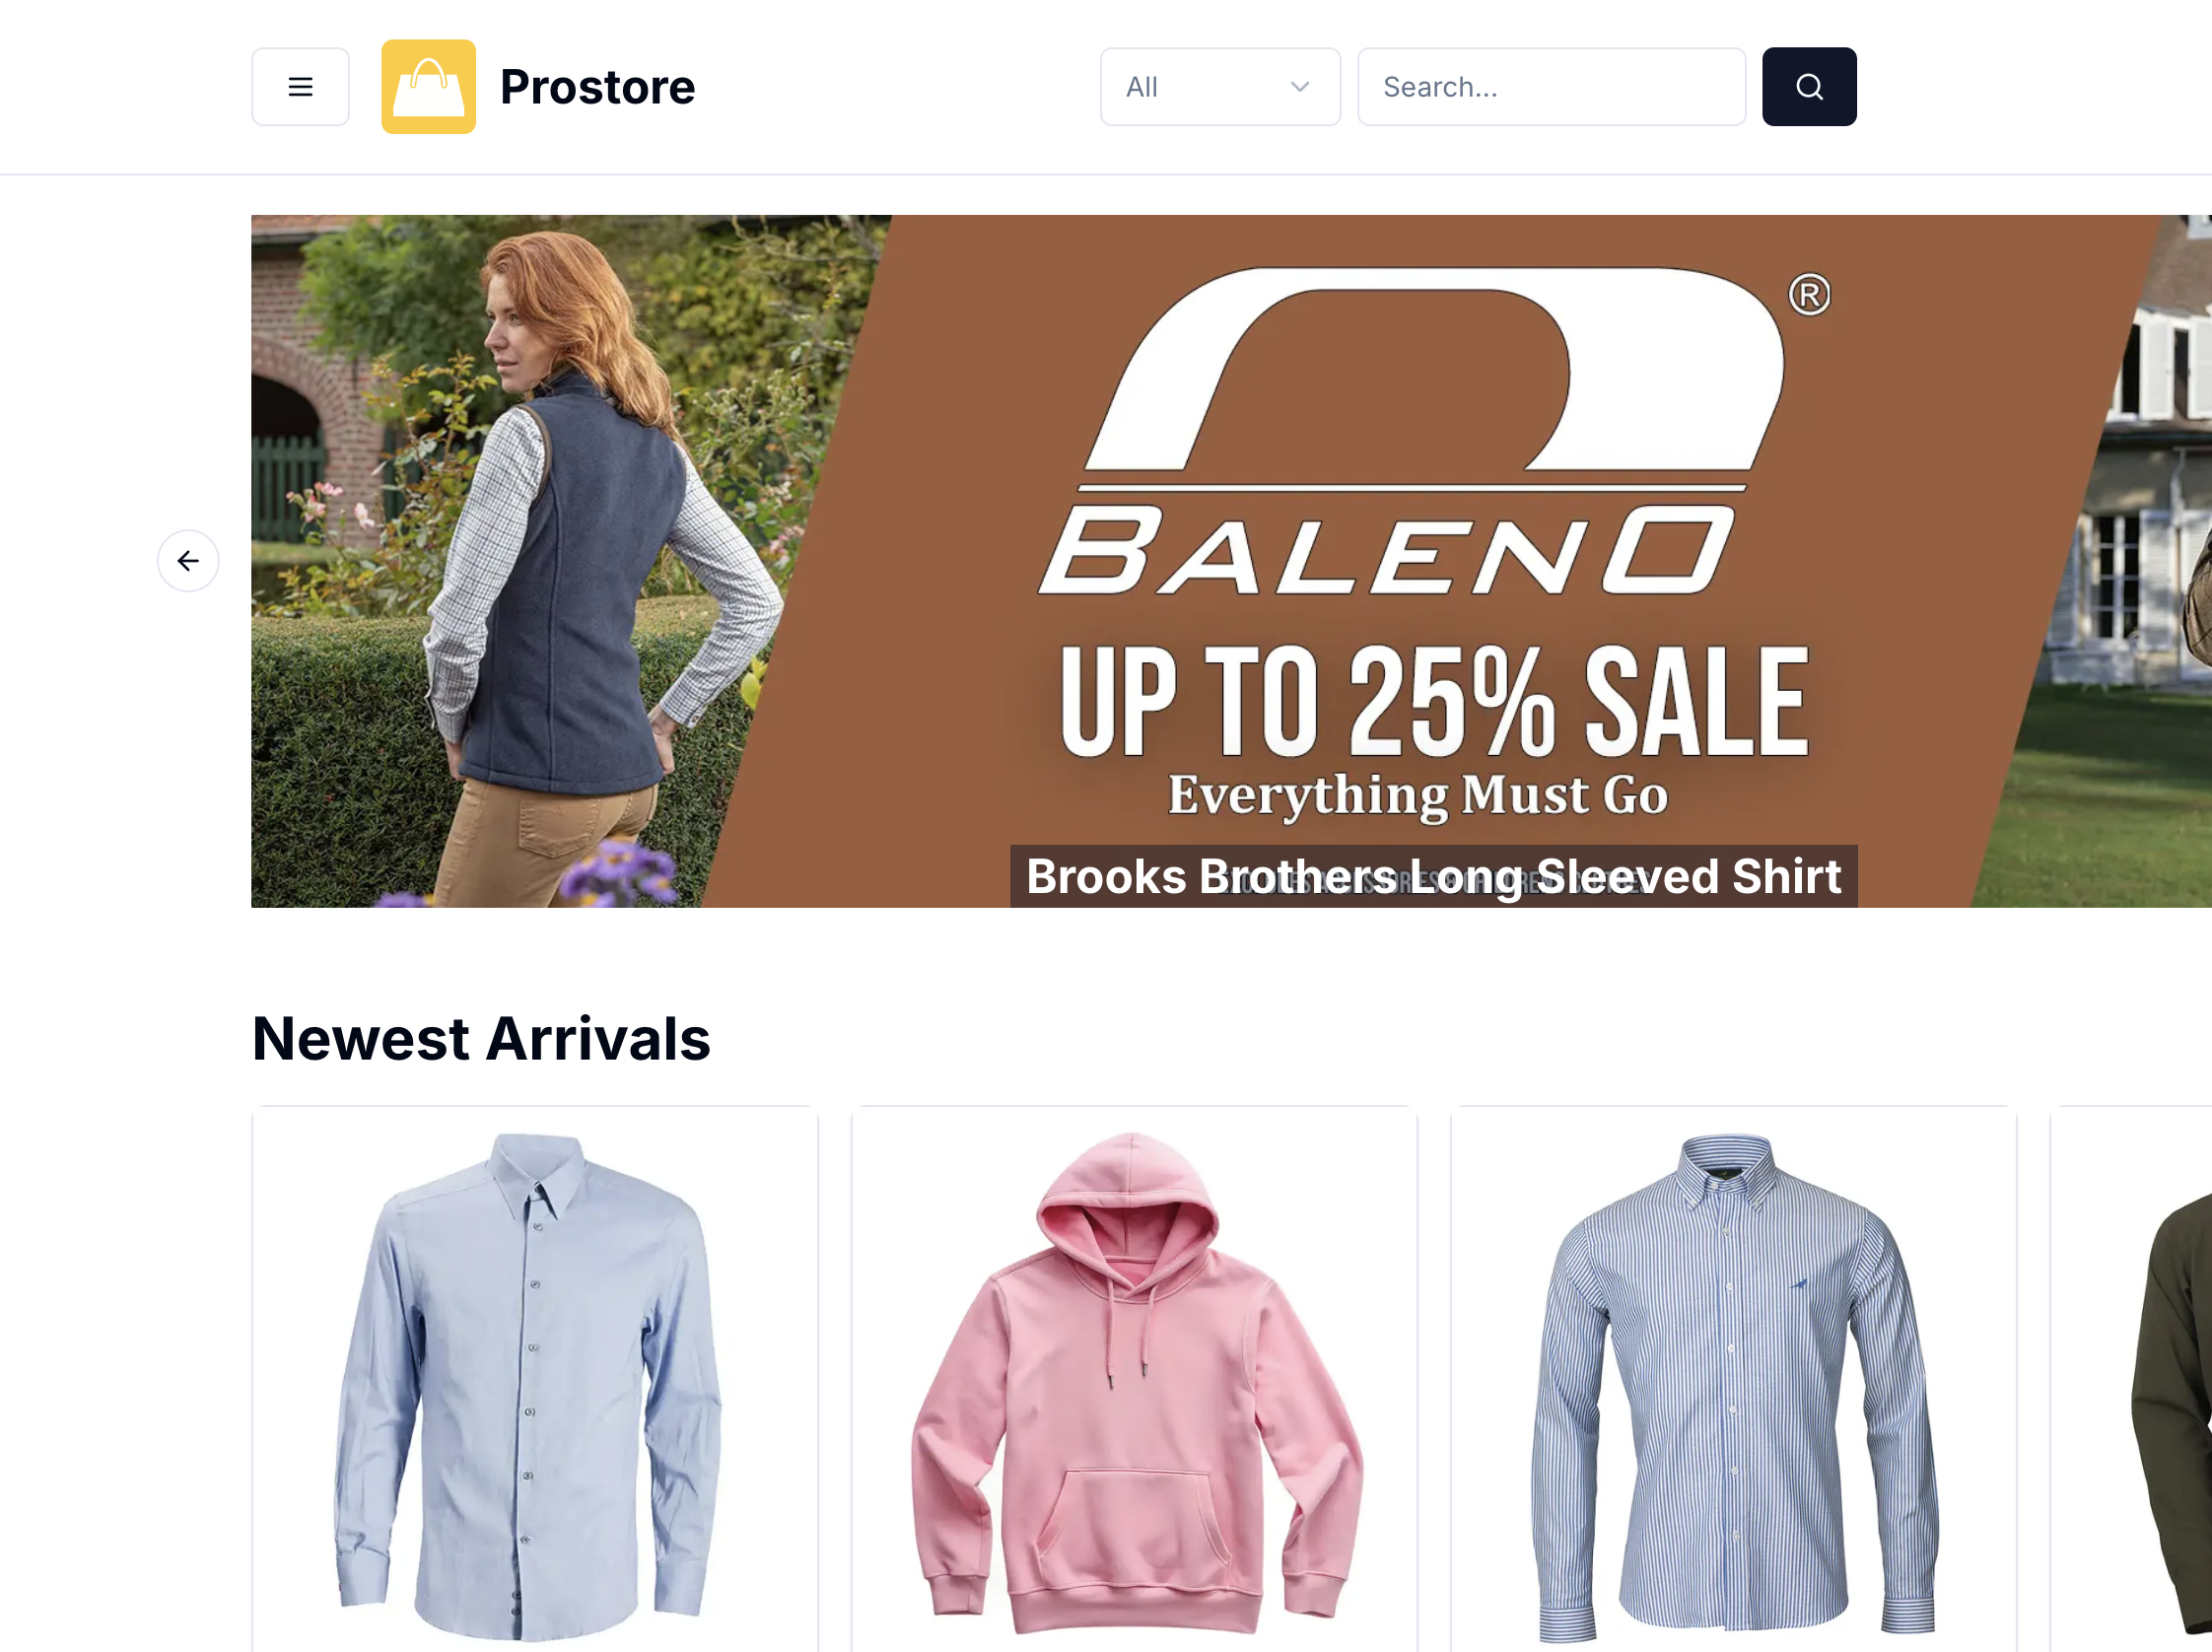 Prostore
All
Search...
®
BALENO
UP TO 25% SALE
Everything Must Go
Brooks Brothers Long Sleeved Shirt
Newest Arrivals